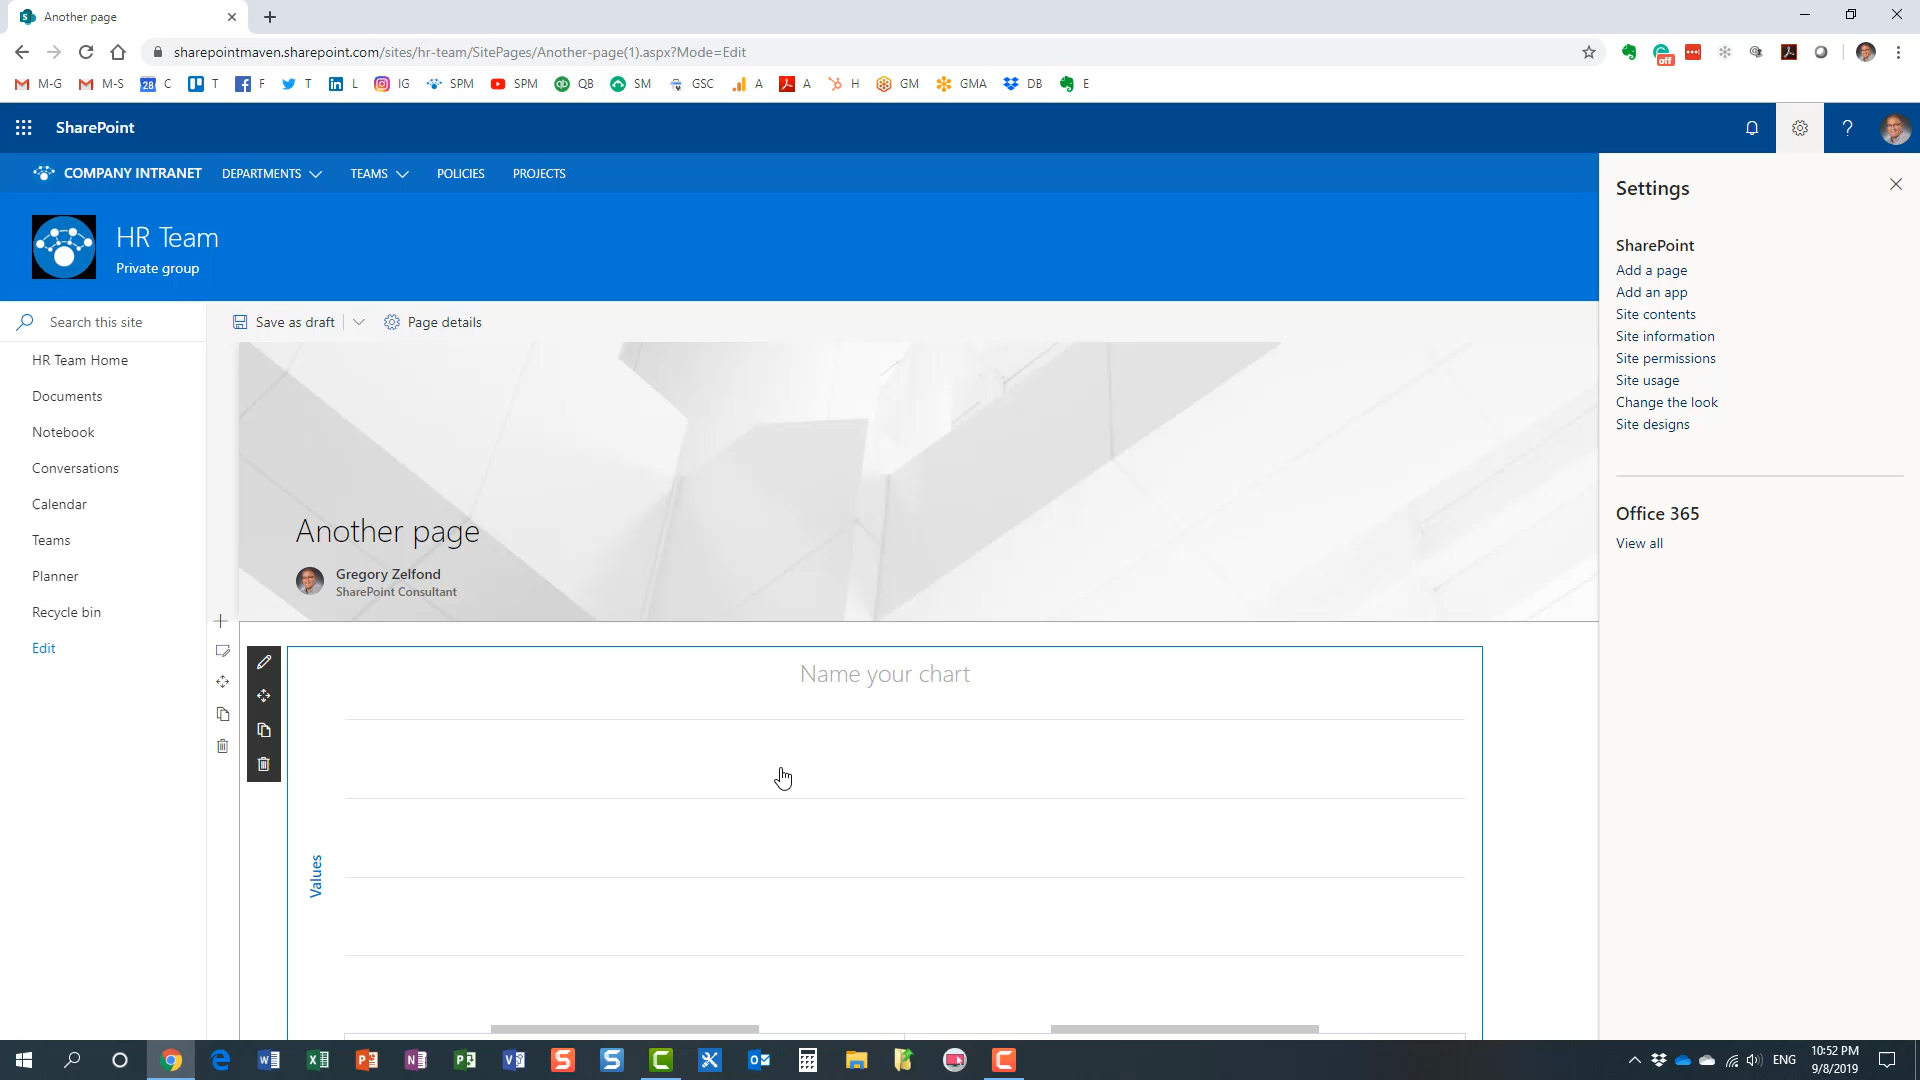 Another page
sharepointmaven.sharepoint.com/sites/hr-team/SitePages/Another-page(1).aspx?Mode=Edit
off
M-G M-S 28 C T F T L IG SPM SPM QB SM GSC A A H GM GMA DB E
SharePoint
COMPANY INTRANET DEPARTMENTS TEAMS POLICIES PROJECTS
HR Team
Private group
Search this site
Save as draft
Page details
HR Team Home
Documents
Notebook
Conversations
Calendar
Teams
Planner
Recycle bin
Edit
Another page
Gregory Zelfond
SharePoint Consultant
Name your chart
Values
Settings
SharePoint
Add a page
Add an app
Site contents
Site information
Site permissions
Site usage
Change the look
Site designs
Office 365
View all
ENG
10:52 PM
9/8/2019